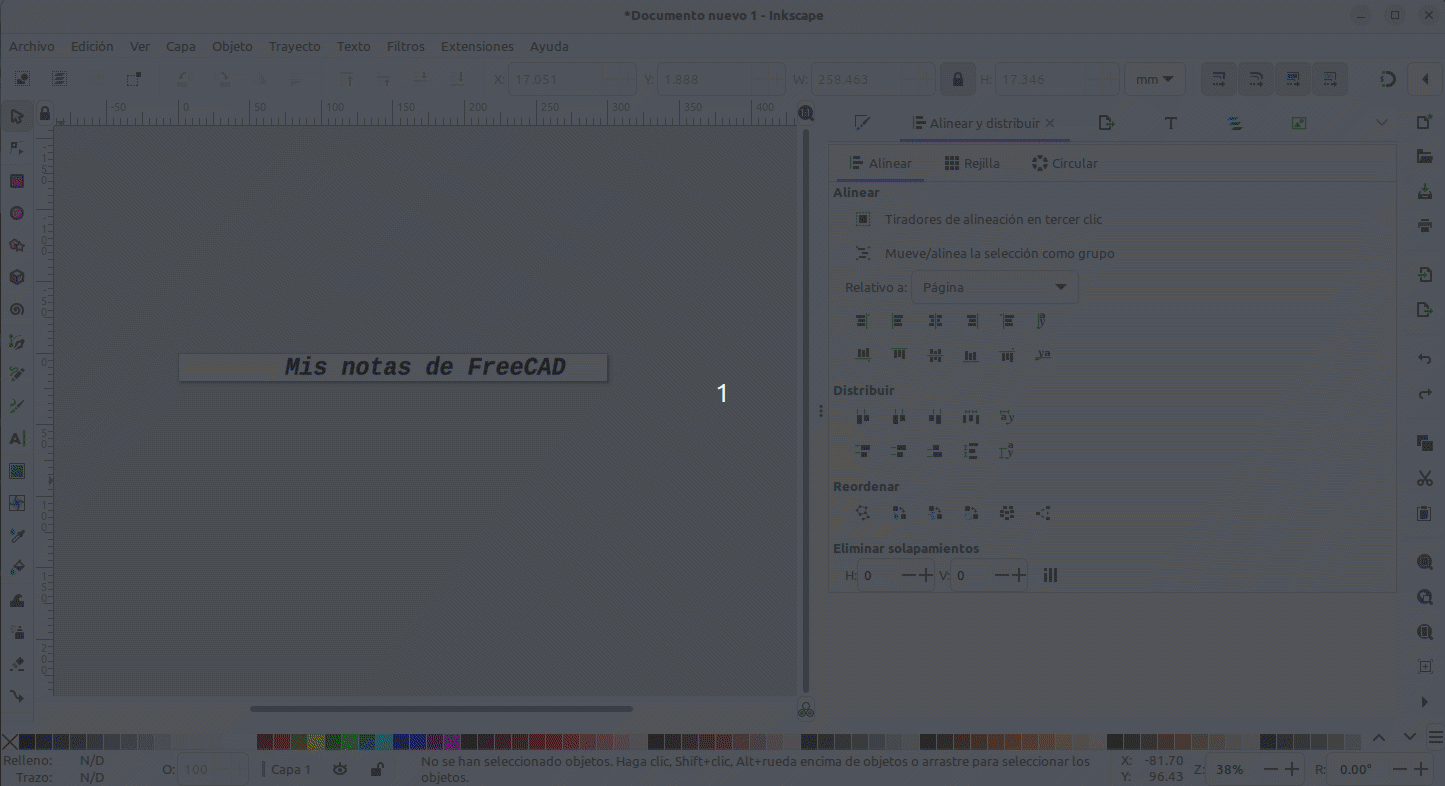 *Documento nuevo 1 - Inkscape
Archivo Edición Ver Capa Objeto Trayecto Texto Filtros Extensiones Ayuda
X: 17.051 Y: 1.888 W: 258.463 H: 17.346 mm
-50 0 50 100 150 200 250 300 350 400
Alinear y distribuir
Alinear Rejilla Circular
Alinear
Tiradores de alineación en tercer clic
Mueve/alinea la selección como grupo
Relativo a: Página
Mis notas de FreeCAD
1
Distribuir
Reordenar
Eliminar solapamientos
H: 0 V: 0
Relleno: N/D
Trazo: N/D
O: 100
Capa 1
No se han seleccionado objetos. Haga clic, Shift+clic, Alt+rueda encima de objetos o arrastre para seleccionar los
objetos.
X: -81.70
Y: 96.43
Z: 38%
R: 0.00°